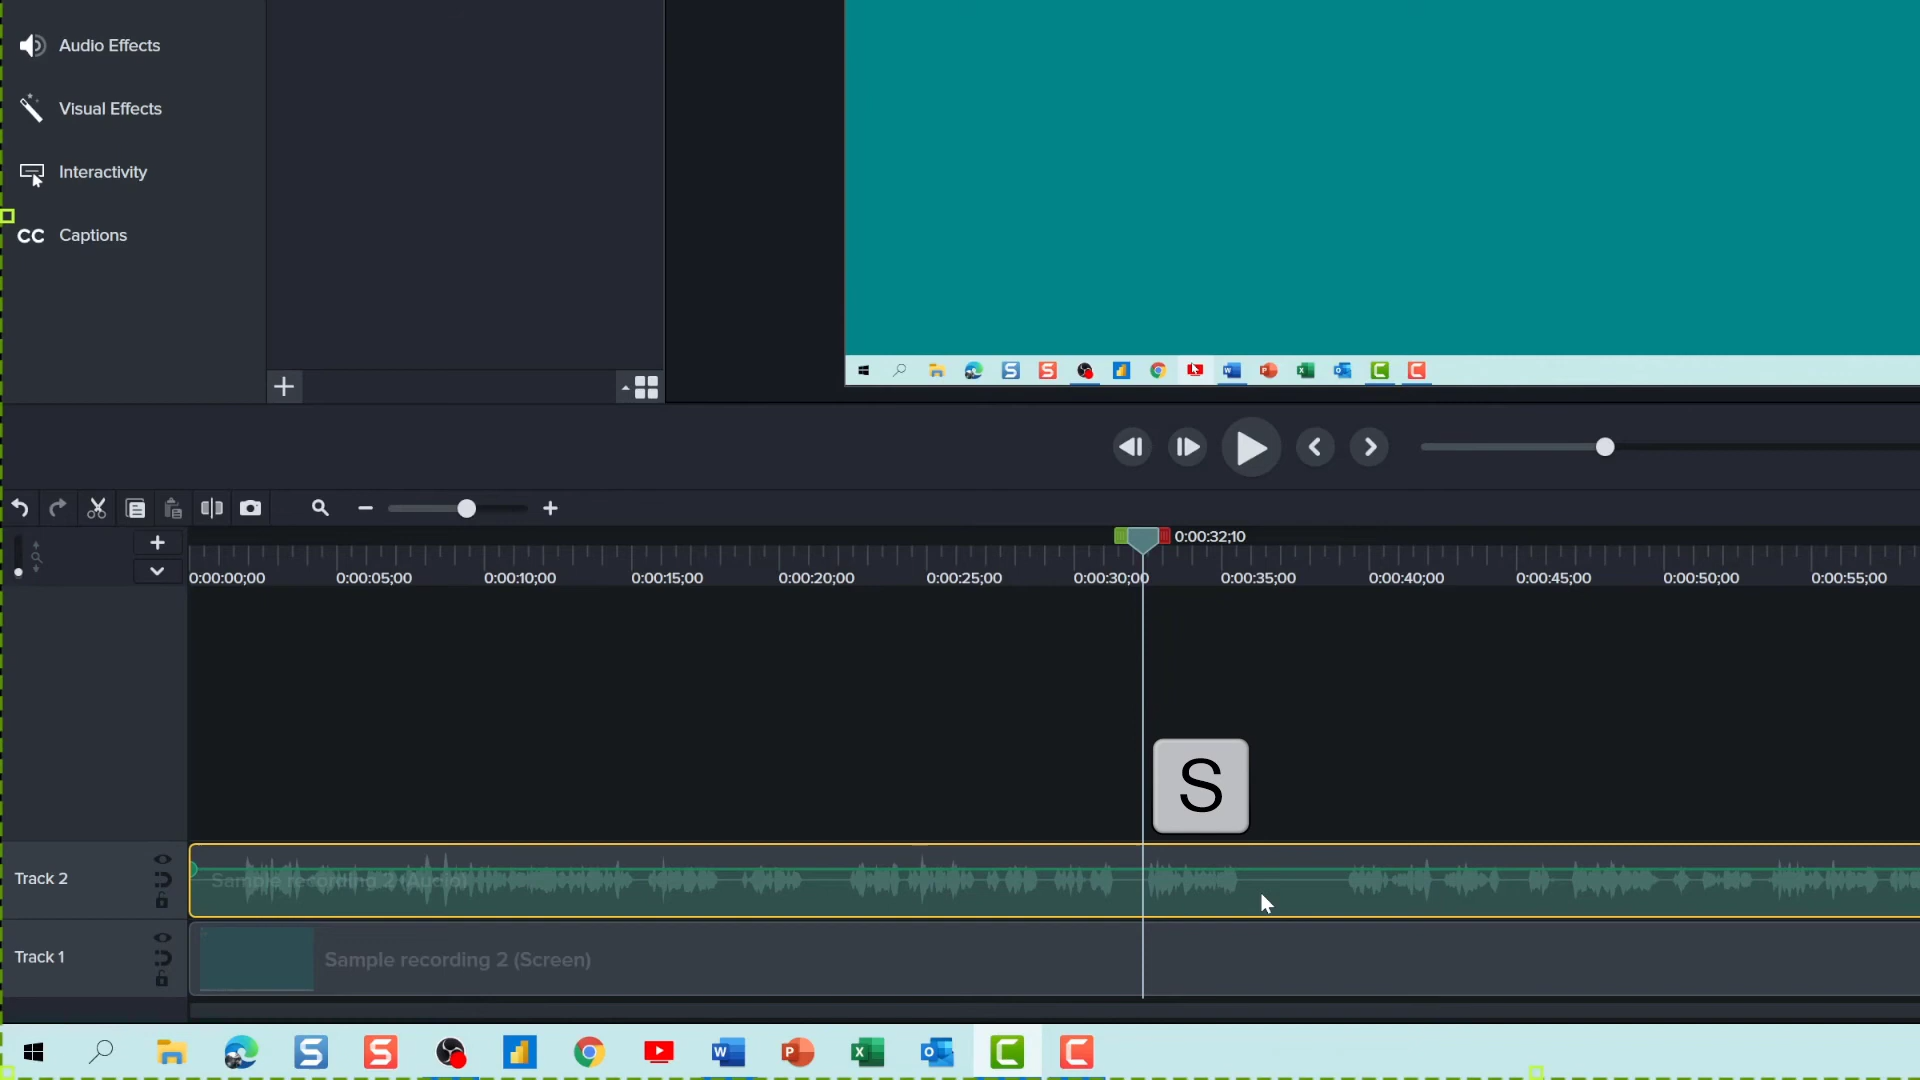 Audio Effects
Visual Effects
Interactivity
CC Captions
0:00:32;10
0:00:00;00 0:00:05;00 0:00:10;00 0:00:15;00 0:00:20;00 0:00:25;00 0:00:30;00 0:00:35;00 0:00:40;00 0:00:45;00 0:00:50;00 0:00:55;00
S
Track 2
Sample recording 2 (Audio)
Track 1
Sample recording 2 (Screen)